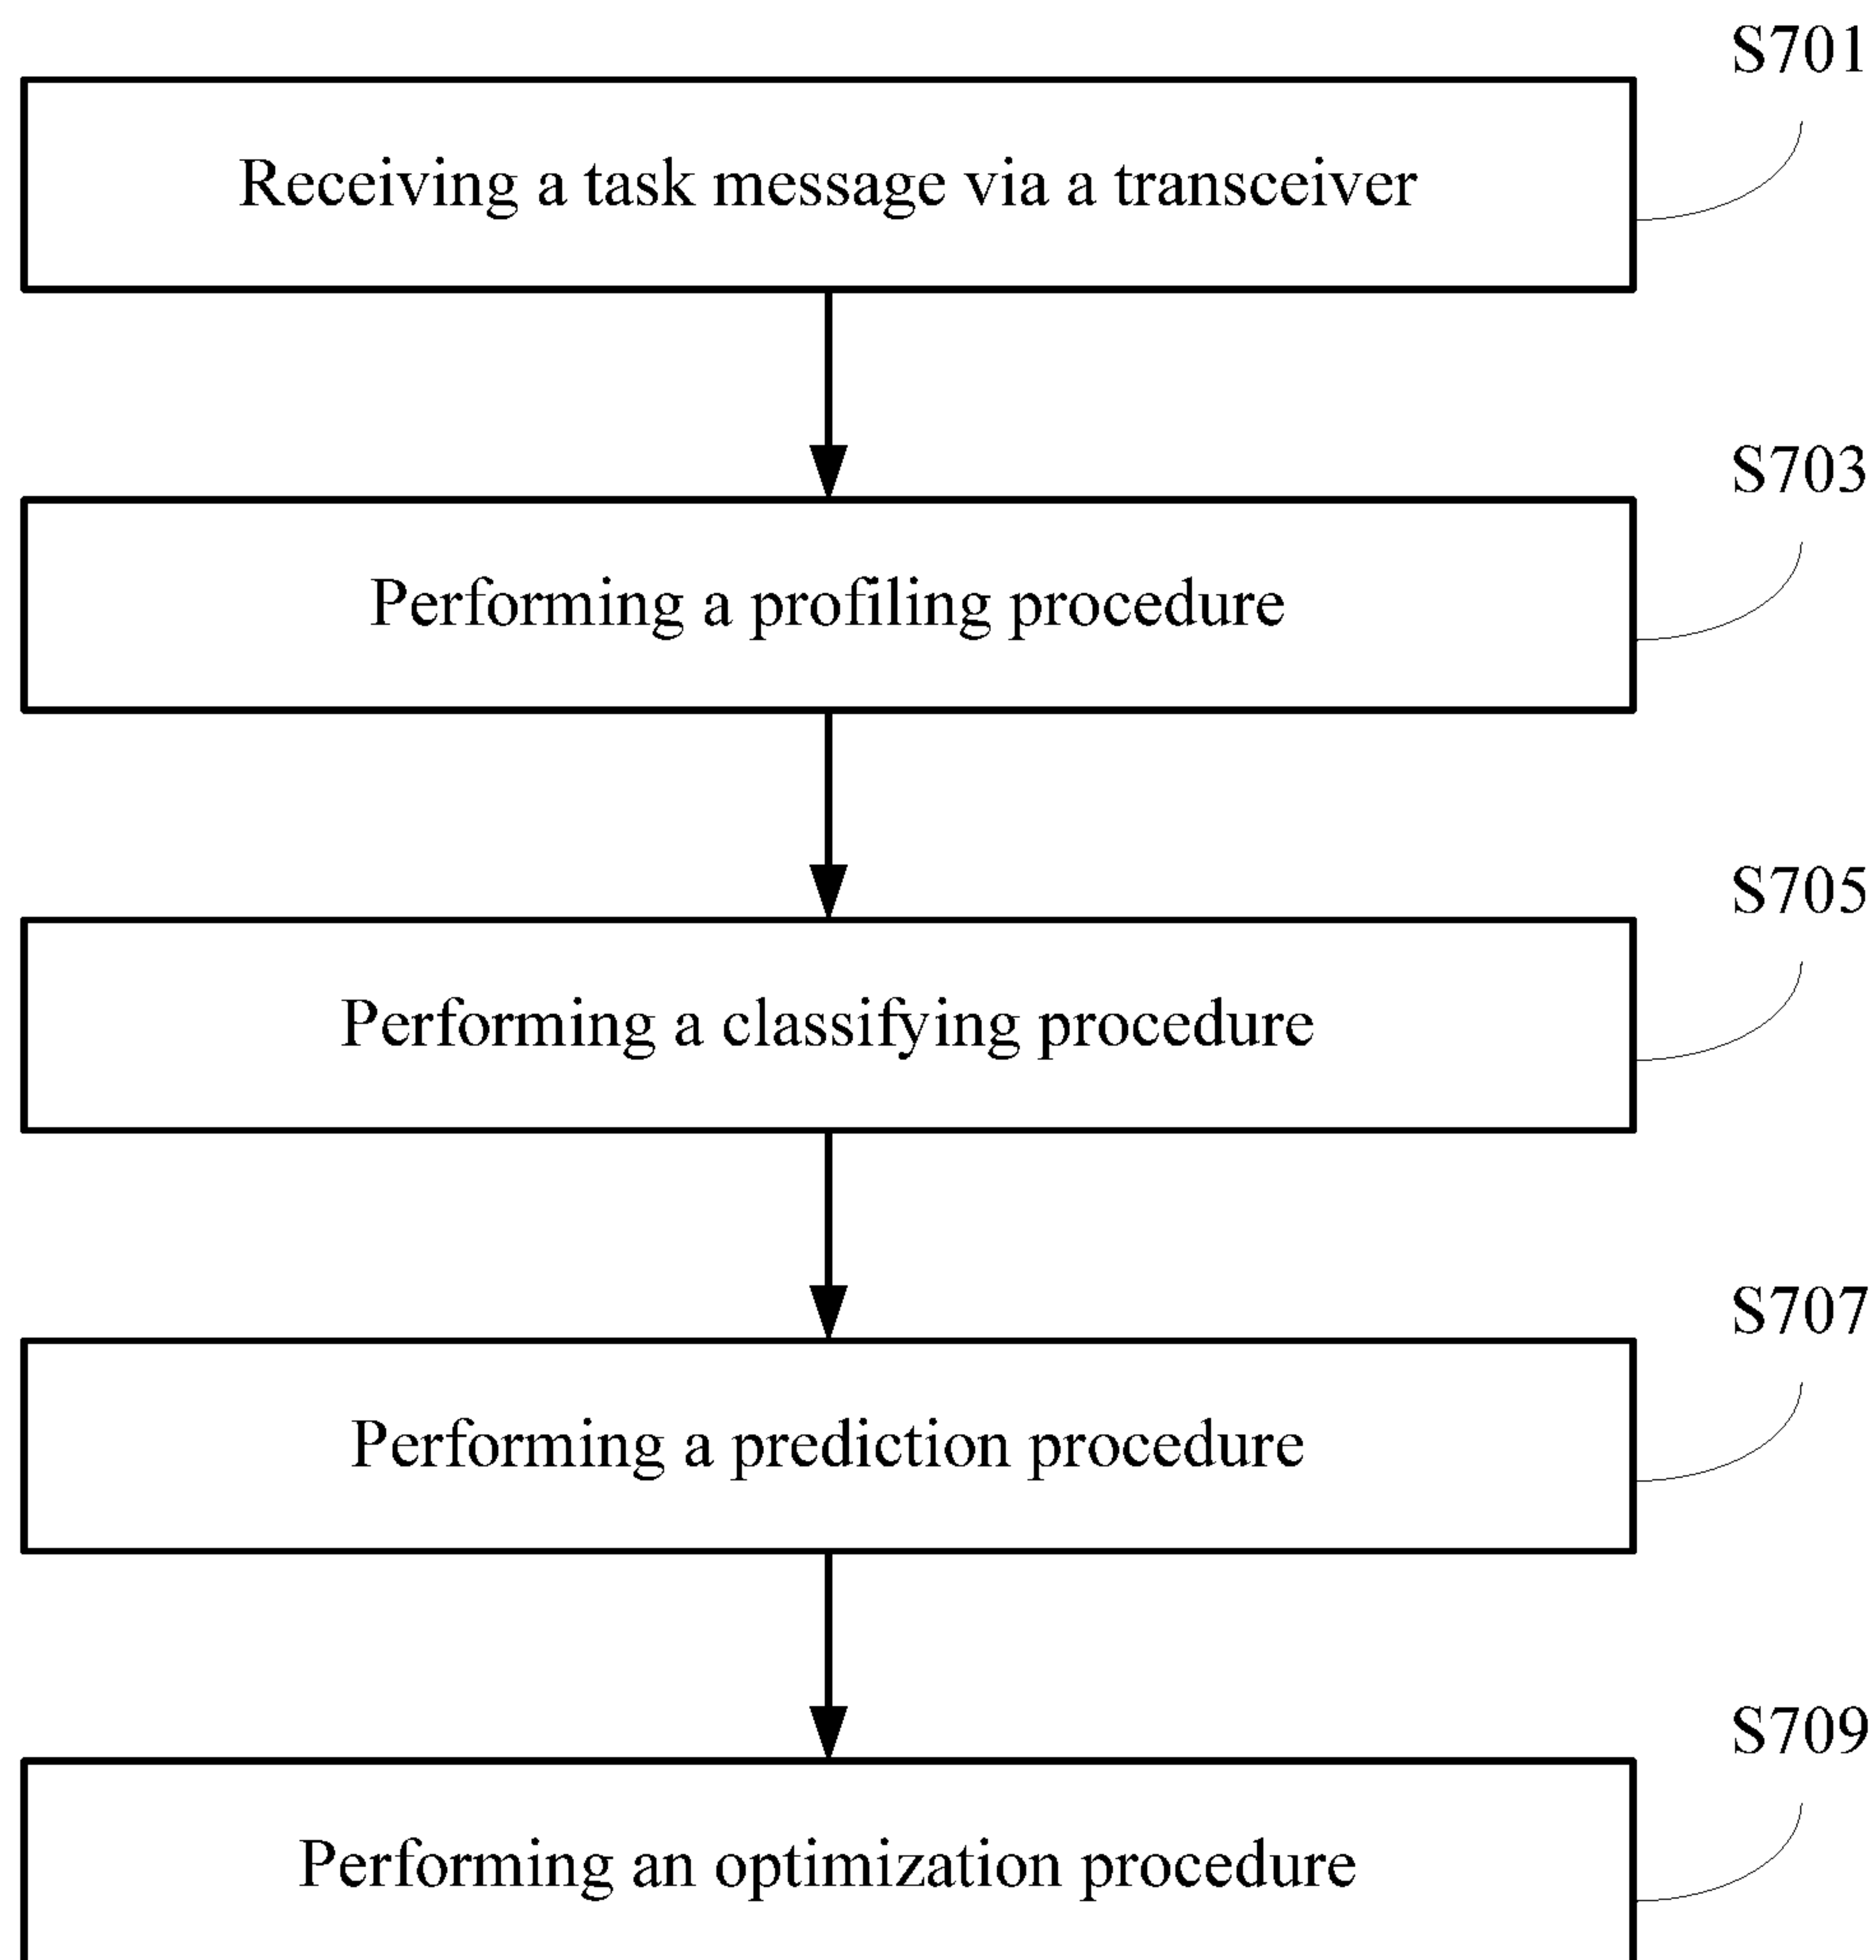 S701
Receiving a task message via a transceiver
S703
Performing a profiling procedure
S705
Performing a classifying procedure
S707
Performing a prediction procedure
S709
Performing an optimization procedure